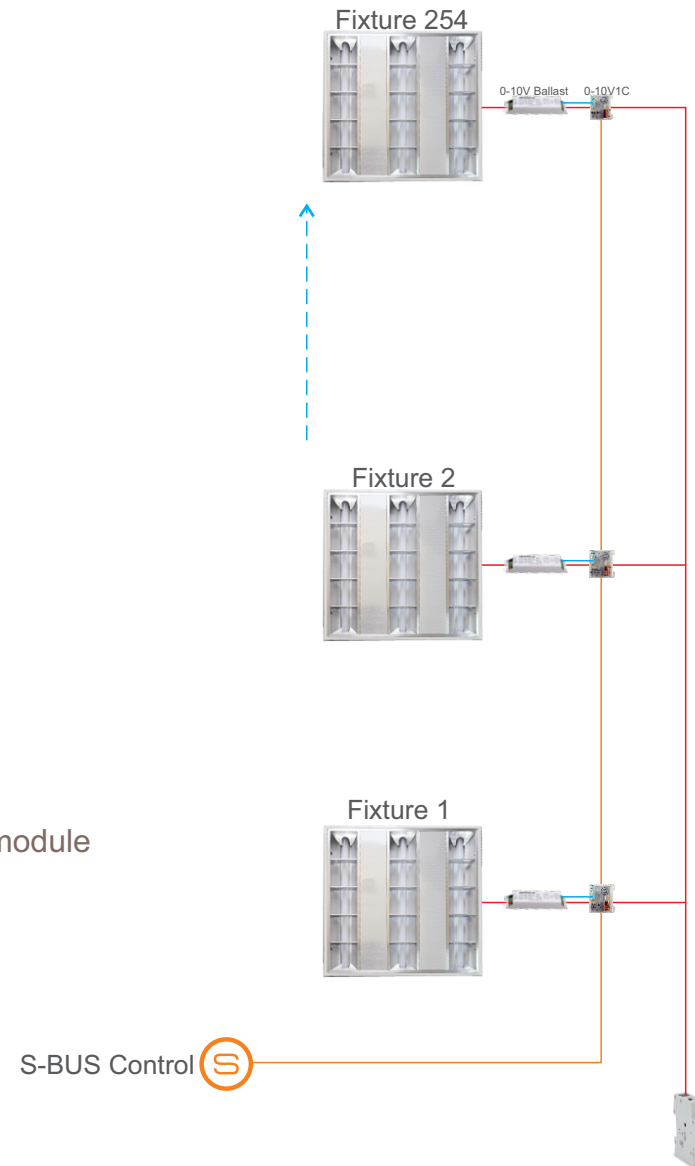 Fixture 254
0-10V Ballast
0-10V1C
Fixture 2
Fixture 1
module
S-BUS Control